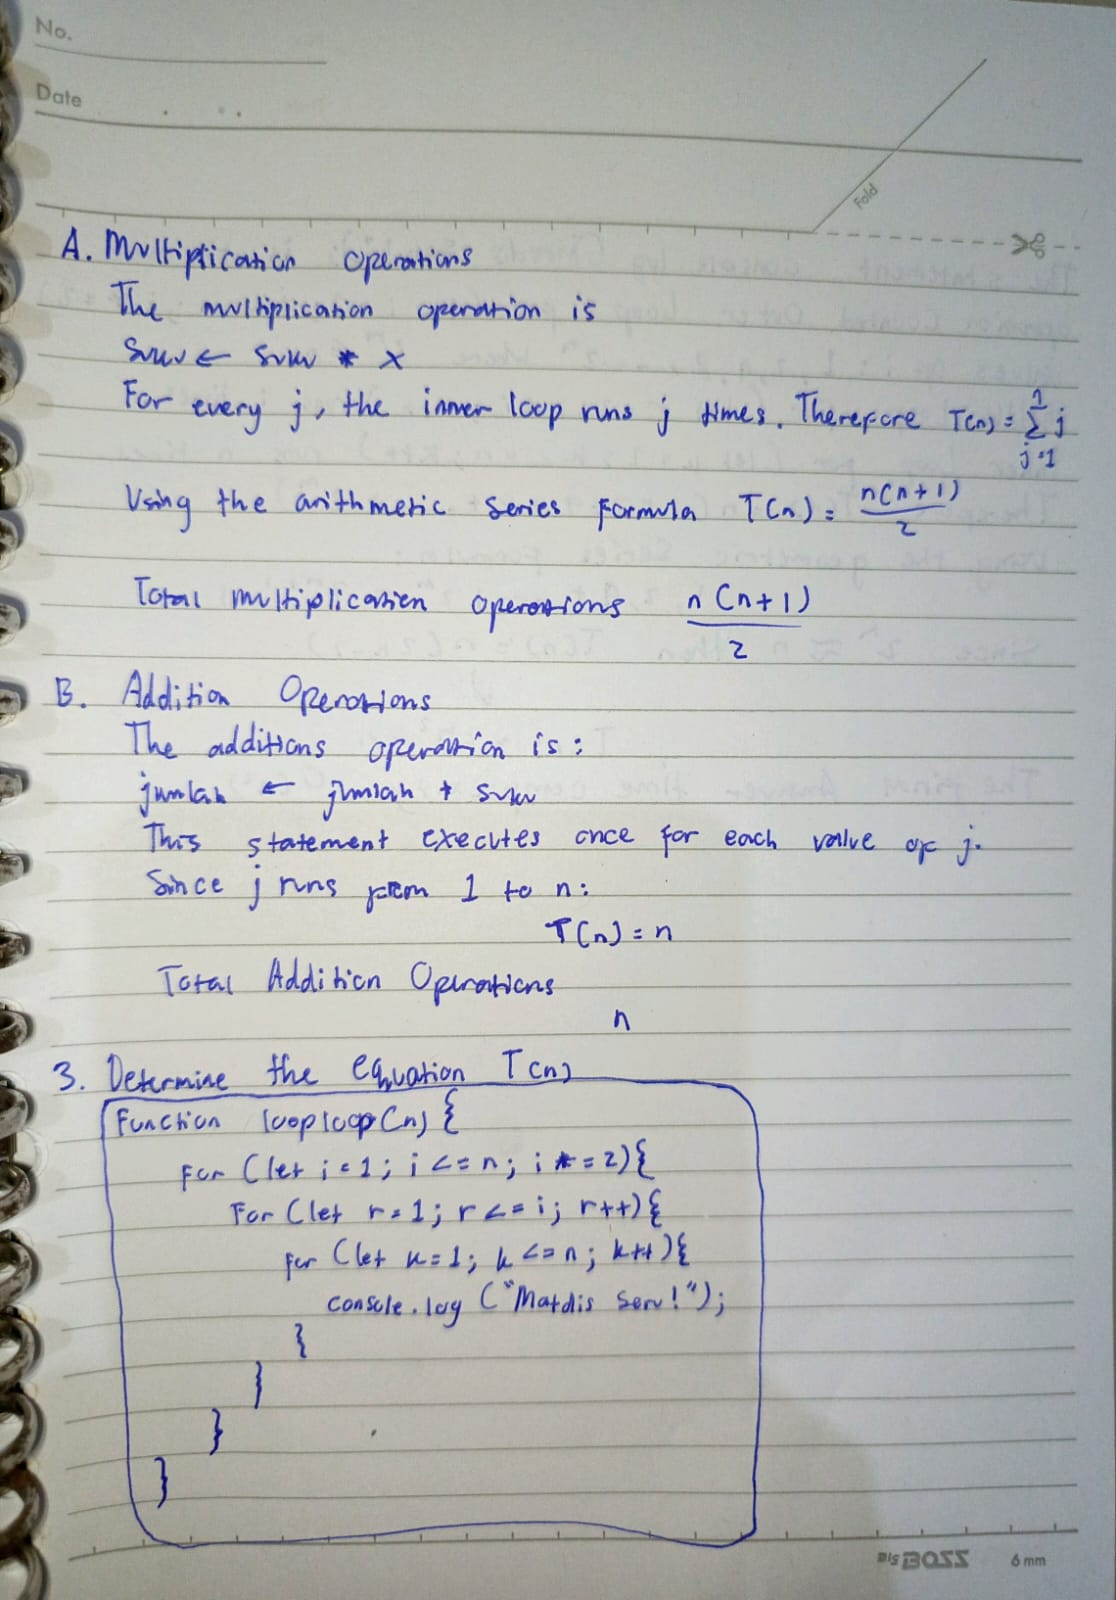 No.
Date
Fold
A. Multiplication operations
The multiplication operation is
suku ← suku * x
For every j, the inner loop runs j times. Therefore T(n) = n Σ j=1 j
Using the arithmetic series formula T(n) = n(n+1) / 2
Total multiplication operations n(n+1) / 2
B. Addition Operations
The additions operation is :
jumlah ← jumlah + suku
This statement executes once for each value of j.
Since j runs from 1 to n:
T(n) = n
Total Addition Operations
n
3. Determine the equation T(n)
Function looploop(n) {
for (let i = 1; i <= n; i *= 2){
For (let r = 1; r <= i; r++) {
for (let k = 1; k <= n; k++){
console.log ("Matdis Seru!");
}
}
}
}
BIG BOSS 6 mm